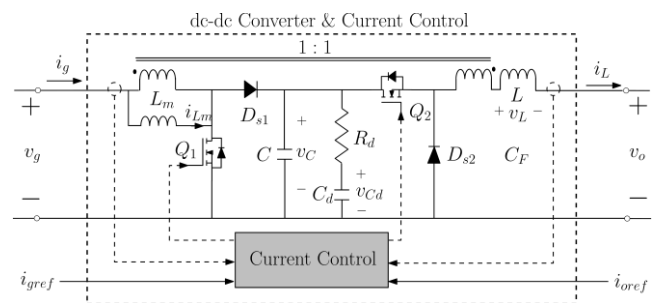 dc-dc Converter & Current Control
1 : 1
i_g
i_L
L_m
i_Lm
D_s1
Q_2
L
+ v_L −
+
v_g
−
Q_1
C
+
v_C
−
R_d
C_d
+
v_Cd
−
D_s2
C_F
+
v_o
−
Current Control
i_gref
i_oref